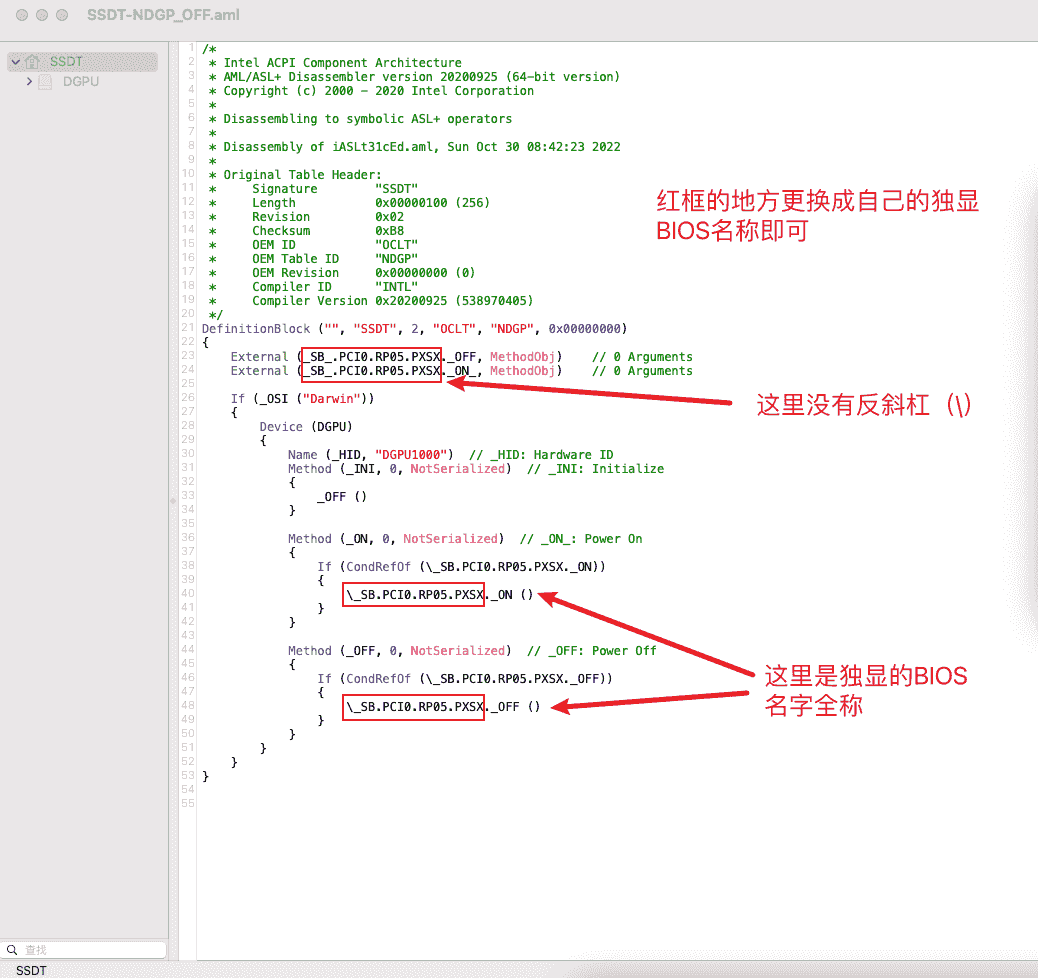 SSDT-NDGP_OFF.aml
SSDT
DGPU
1 /*
2  * Intel ACPI Component Architecture
3  * AML/ASL+ Disassembler version 20200925 (64-bit version)
4  * Copyright (c) 2000 - 2020 Intel Corporation
5  *
6  * Disassembling to symbolic ASL+ operators
7  *
8  * Disassembly of iASLt31cEd.aml, Sun Oct 30 08:42:23 2022
9  *
10  * Original Table Header:
11  *     Signature        "SSDT"
12  *     Length           0x00000100 (256)
13  *     Revision         0x02
14  *     Checksum         0xB8
15  *     OEM ID           "OCLT"
16  *     OEM Table ID     "NDGP"
17  *     OEM Revision     0x00000000 (0)
18  *     Compiler ID      "INTL"
19  *     Compiler Version 0x20200925 (538970405)
20  */
21 DefinitionBlock ("", "SSDT", 2, "OCLT", "NDGP", 0x00000000)
22 {
23     External (_SB_.PCI0.RP05.PXSX._OFF, MethodObj)    // 0 Arguments
24     External (_SB_.PCI0.RP05.PXSX._ON_, MethodObj)    // 0 Arguments
25
26     If (_OSI ("Darwin"))
27     {
28         Device (DGPU)
29         {
30             Name (_HID, "DGPU1000")  // _HID: Hardware ID
31             Method (_INI, 0, NotSerialized)  // _INI: Initialize
32             {
33                 _OFF ()
34             }
35
36             Method (_ON, 0, NotSerialized)  // _ON_: Power On
37             {
38                 If (CondRefOf (\_SB.PCI0.RP05.PXSX._ON))
39                 {
40                     \_SB.PCI0.RP05.PXSX._ON ()
41                 }
42             }
43
44             Method (_OFF, 0, NotSerialized)  // _OFF: Power Off
45             {
46                 If (CondRefOf (\_SB.PCI0.RP05.PXSX._OFF))
47                 {
48                     \_SB.PCI0.RP05.PXSX._OFF ()
49                 }
50             }
51         }
52     }
53 }
54
55
红框的地方更换成自己的独显
BIOS名称即可
这里没有反斜杠（\）
这里是独显的BIOS
名字全称
查找
SSDT